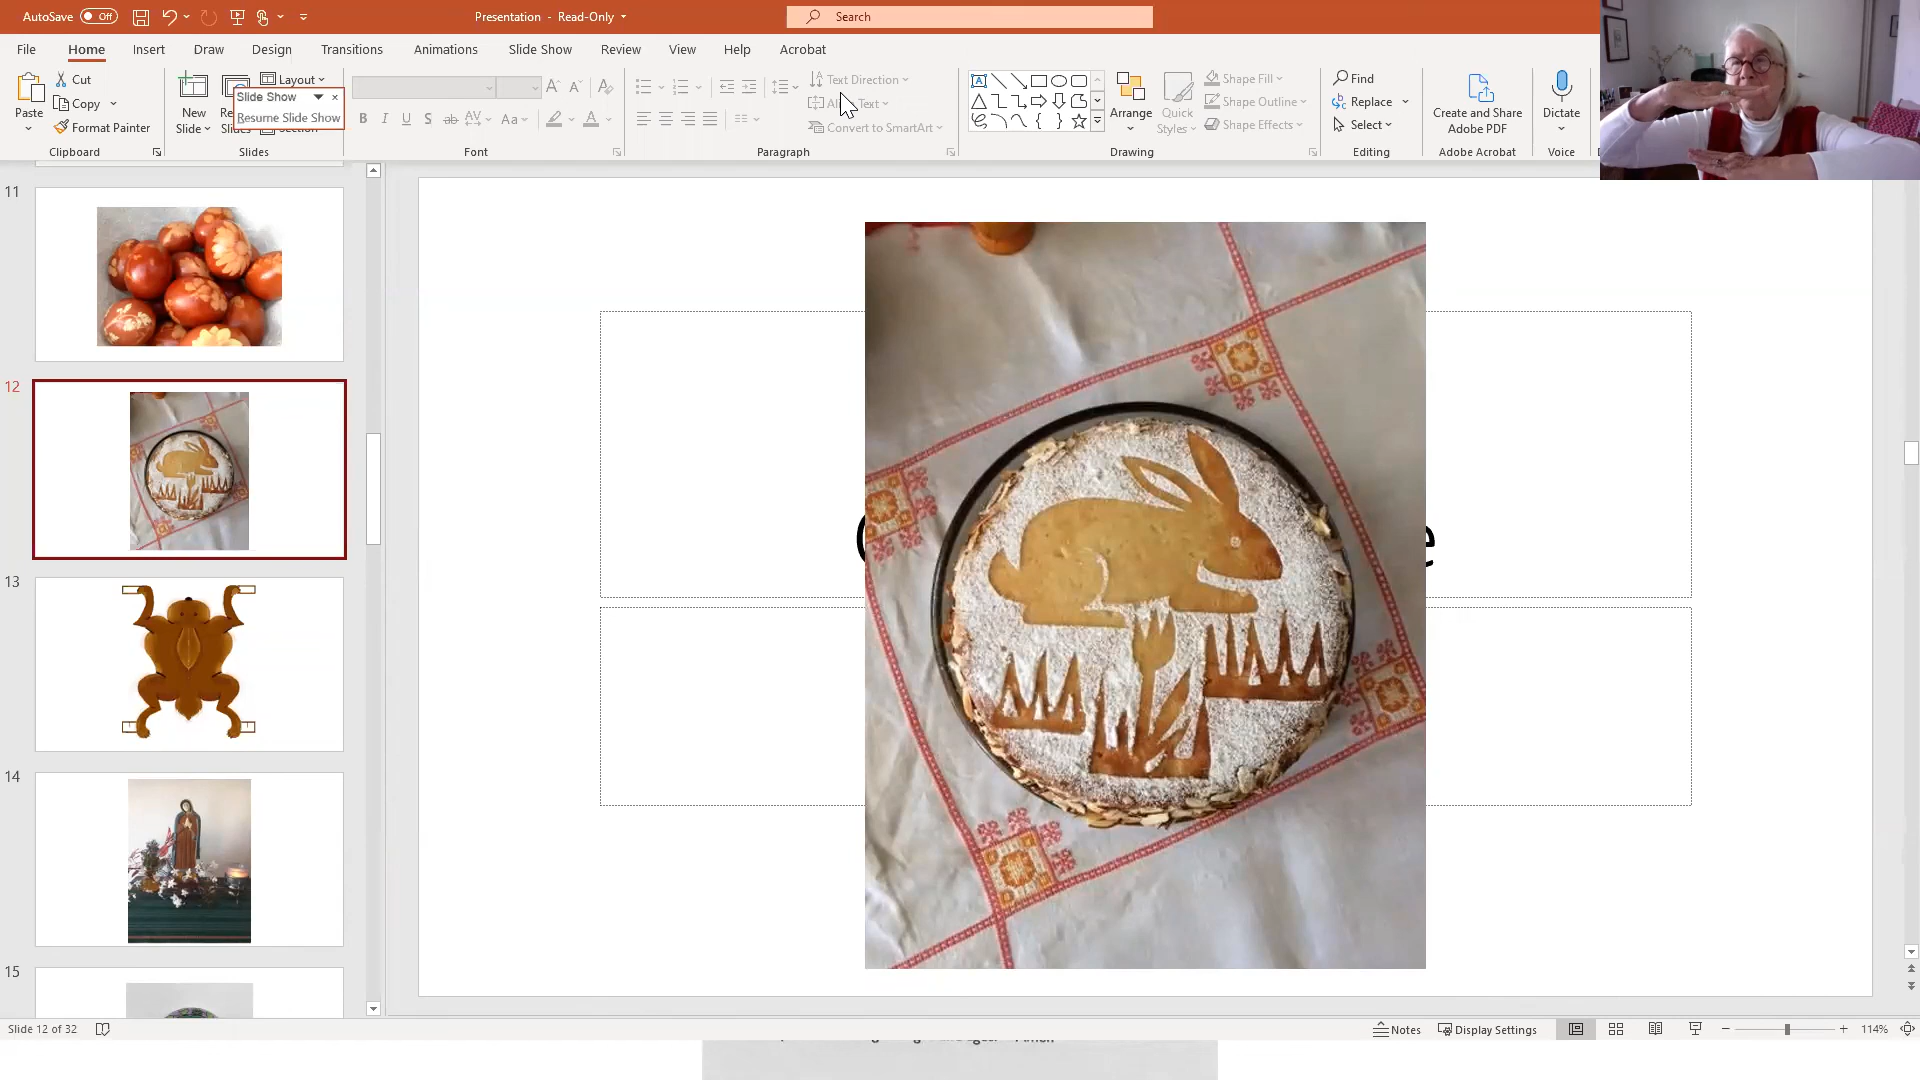 AutoSave Off
Presentation - Read-Only
Search
File Home Insert Draw Design Transitions Animations Slide Show Review View Help Acrobat
Paste
Cut
Copy
Format Painter
Clipboard
New
Slide
Layout
Slide Show
Resume Slide Show
Slides
Font
Text Direction
Text
Convert to SmartArt
Paragraph
Arrange
Quick
Styles
Shape Fill
Shape Outline
Shape Effects
Drawing
Find
Replace
Select
Editing
Create and Share
Adobe PDF
Adobe Acrobat
Dictate
Voice
11
12
13
14
15
Slide 12 of 32
Notes
Display Settings
114%